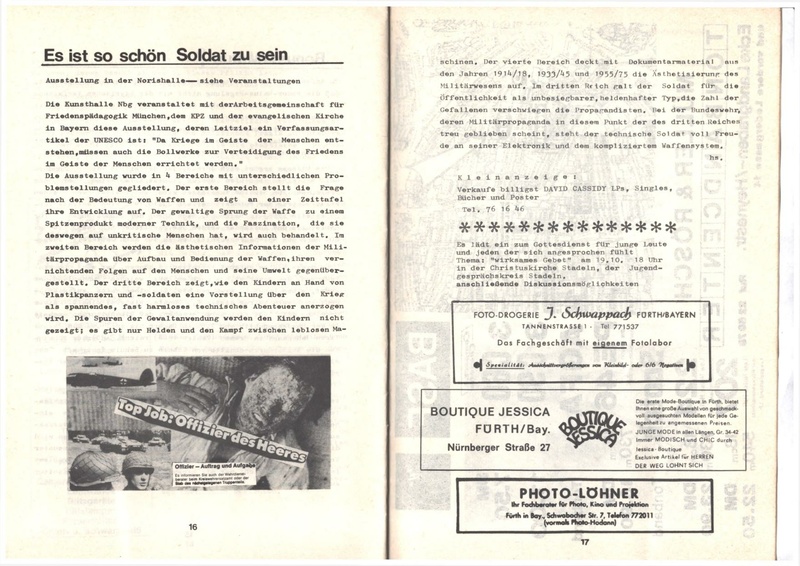 Es ist so schön Soldat zu sein
Ausstellung in der Norishalle — siehe Veranstaltungen
Die Kunsthalle Nbg veranstaltet mit derArbeitsgemeinschaft für
Friedenspädagogik München,dem KPZ und der evangelischen Kirche
in Bayern diese Ausstellung, deren Leitziel ein Verfassungsar-
tikel der UNESCO ist: "Da Kriege im Geiste der Menschen ent-
stehen,müssen auch die Bollwerke zur Verteidigung des Friedens
im Geiste der Menschen errichtet werden."
Die Ausstellung wurde in 4 Bereiche mit unterschiedlichen Pro-
blemstellungen gegliedert. Der erste Bereich stellt die Frage
nach der Bedeutung von Waffen und zeigt an einer Zeittafel
ihre Entwicklung auf. Der gewaltige Sprung der Waffe zu einem
Spitzenprodukt moderner Technik, und die Faszination, die sie
deswegen auf unkritische Menschen hat, wird auch behandelt. Im
zweiten Bereich werden die ästhetischen Informationen der Mili-
tärpropaganda über Aufbau und Bedienung der Waffen,ihren ver-
nichtenden Folgen auf den Menschen und seine Umwelt gegenüber-
gestellt. Der dritte Bereich zeigt,wie den Kindern an Hand von
Plastikpanzern und -soldaten eine Vorstellung über den Krieg
als spannendes, fast harmloses technisches Abenteuer anerzogen
wird. Die Spuren der Gewaltanwendung werden den Kindern nicht
gezeigt; es gibt nur Helden und den Kampf zwischen leblosen Ma-
Top Job: Offizier des Heeres
Offizier – Auftrag und Aufgabe
16
schinen. Der vierte Bereich deckt mit Dokumentarmaterial aus
den Jahren 1914/18, 1933/45 und 1955/75 die Ästhetisierung des
Militärwesens auf. Im dritten Reich galt der Soldat für die
Öffentlichkeit als unbesiegbarer,heldenhafter Typ,die Zahl der
Gefallenen verschwiegen die Propagandisten. Bei der Bundeswehr,
deren Militärpropaganda in diesem Punkt der des dritten Reiches
treu geblieben scheint, steht der technische Soldat voll Freu-
de an seiner Elektronik und dem komplizierten Waffensystem.
hs.
Kleinanzeige:
Verkaufe billigst DAVID CASSIDY LPs, Singles,
Bücher und Poster
Tel. 76 16 46
***************
Es lädt ein zum Gottesdienst für junge Leute
und jeden der sich angesprochen fühlt
Thema: "wirksames Gebet" am 19.10. 18 Uhr
in der Christuskirche Stadeln, der Jugend-
gesprächskreis Stadeln.
anschließende Diskussionsmöglichkeiten
FOTO-DROGERIE J. Schwappach FÜRTH/BAYERN
TANNENSTRASSE 1 - Tel 771537
Das Fachgeschäft mit eigenem Fotolabor
Spezialität: Ausschnittvergrößerungen von Kleinbild- oder 6/6 Negativen
BOUTIQUE JESSICA
FÜRTH/Bay.
Nürnberger Straße 27
BOUTIQUE
JESSICA
Die erste Mode-Boutique in Fürth, bietet
Ihnen eine große Auswahl von geschmack-
voll ausgesuchten Modellen für jede Ge-
legenheit zu angemessenen Preisen.
JUNGE MODE in allen Längen, Gr. 34-42
Immer MODISCH und CHIC durch
Jessica - Boutique
Exclusive Artikel für HERREN
DER WEG LOHNT SICH
PHOTO-LÖHNER
Ihr Fachberater für Photo, Kino und Projektion
Fürth in Bay., Schwabacher Str. 7, Telefon 772011
(vormals Photo-Hodann)
17